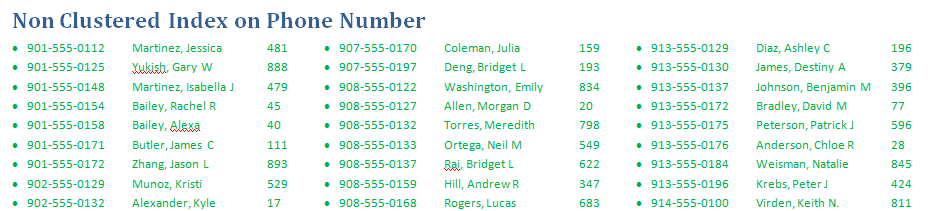 Non Clustered Index on Phone Number
• 901-555-0112 Martinez, Jessica 481 • 907-555-0170 Coleman, Julia 159 • 913-555-0129 Diaz, Ashley C 196
• 901-555-0125 Yukish, Gary W 888 • 907-555-0197 Deng, Bridget L 193 • 913-555-0130 James, Destiny A 379
• 901-555-0148 Martinez, Isabella J 479 • 908-555-0122 Washington, Emily 834 • 913-555-0137 Johnson, Benjamin M 396
• 901-555-0154 Bailey, Rachel R 45 • 908-555-0127 Allen, Morgan D 20 • 913-555-0172 Bradley, David M 77
• 901-555-0158 Bailey, Alexa 40 • 908-555-0132 Torres, Meredith 798 • 913-555-0175 Peterson, Patrick J 596
• 901-555-0171 Butler, James C 111 • 908-555-0133 Ortega, Neil M 549 • 913-555-0176 Anderson, Chloe R 28
• 901-555-0172 Zhang, Jason L 893 • 908-555-0137 Rai, Bridget L 622 • 913-555-0184 Weisman, Natalie 845
• 902-555-0129 Munoz, Kristi 529 • 908-555-0159 Hill, Andrew R 347 • 913-555-0196 Krebs, Peter J 424
• 902-555-0132 Alexander, Kyle 17 • 908-555-0168 Rogers, Lucas 683 • 914-555-0100 Virden, Keith N. 811